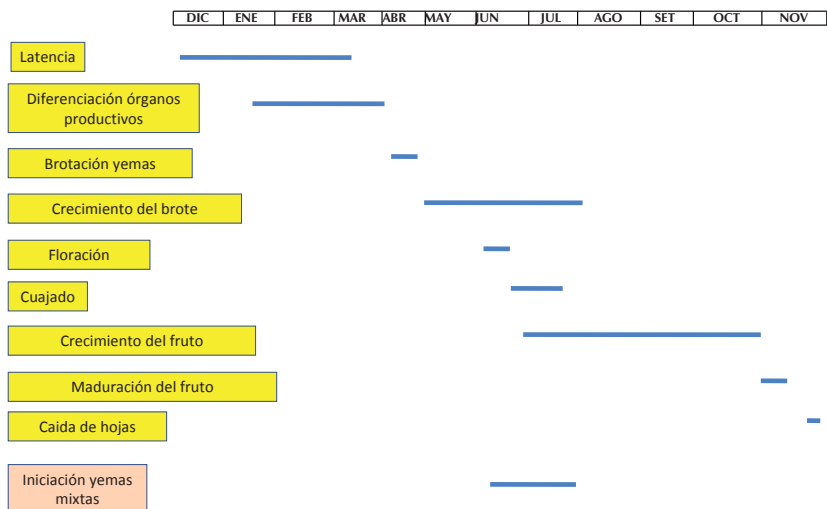 DIC ENE FEB MAR ABR MAY JUN JUL AGO SET OCT NOV
Latencia
Diferenciación órganos
productivos
Brotación yemas
Crecimiento del brote
Floración
Cuajado
Crecimiento del fruto
Maduración del fruto
Caida de hojas
Iniciación yemas
mixtas